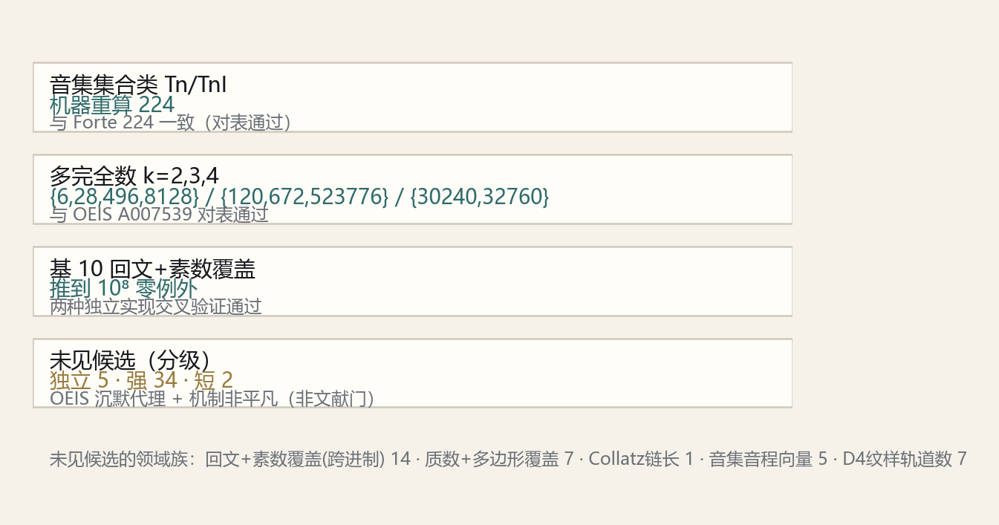 音集集合类 Tn/TnI
机器重算 224
与 Forte 224 一致（对表通过）
多完全数 k=2,3,4
{6,28,496,8128} / {120,672,523776} / {30240,32760}
与 OEIS A007539 对表通过
基 10 回文+素数覆盖
推到 10⁸ 零例外
两种独立实现交叉验证通过
未见候选（分级）
独立 5 · 强 34 · 短 2
OEIS 沉默代理 + 机制非平凡（非文献门）
未见候选的领域族：回文+素数覆盖(跨进制) 14 · 质数+多边形覆盖 7 · Collatz链长 1 · 音集音程向量 5 · D4纹样轨道数 7